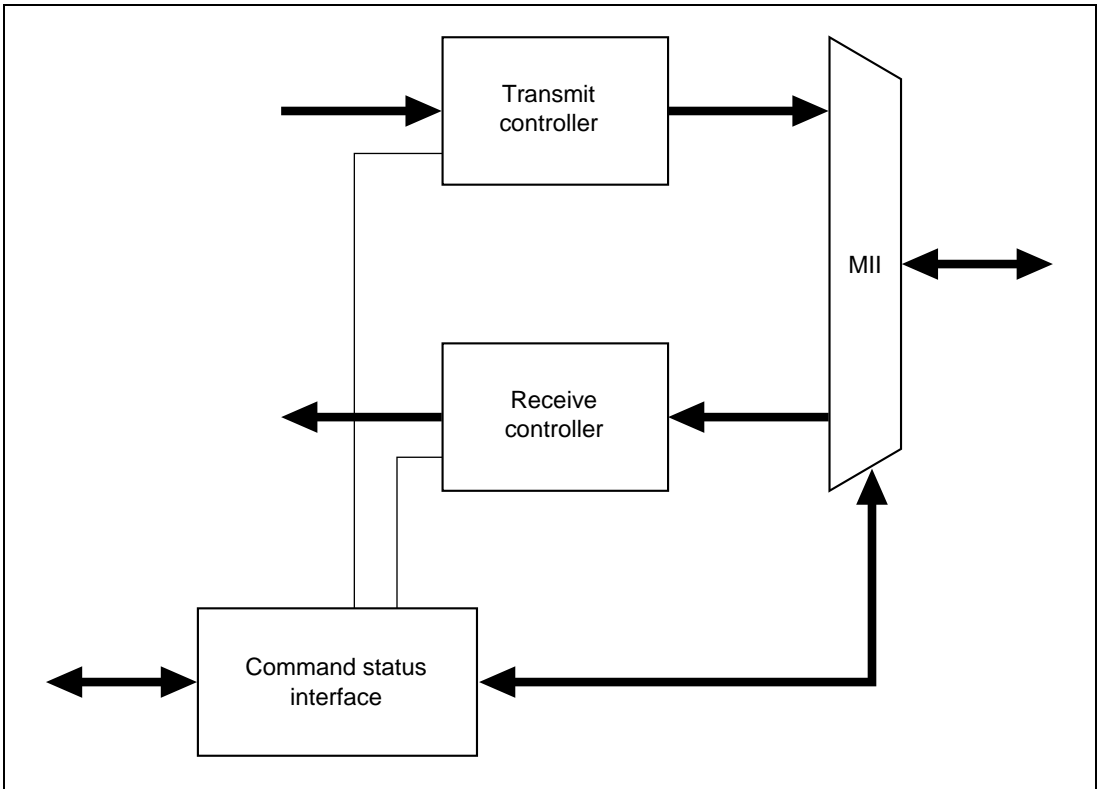 Transmit
controller
MII
Receive
controller
Command status
interface